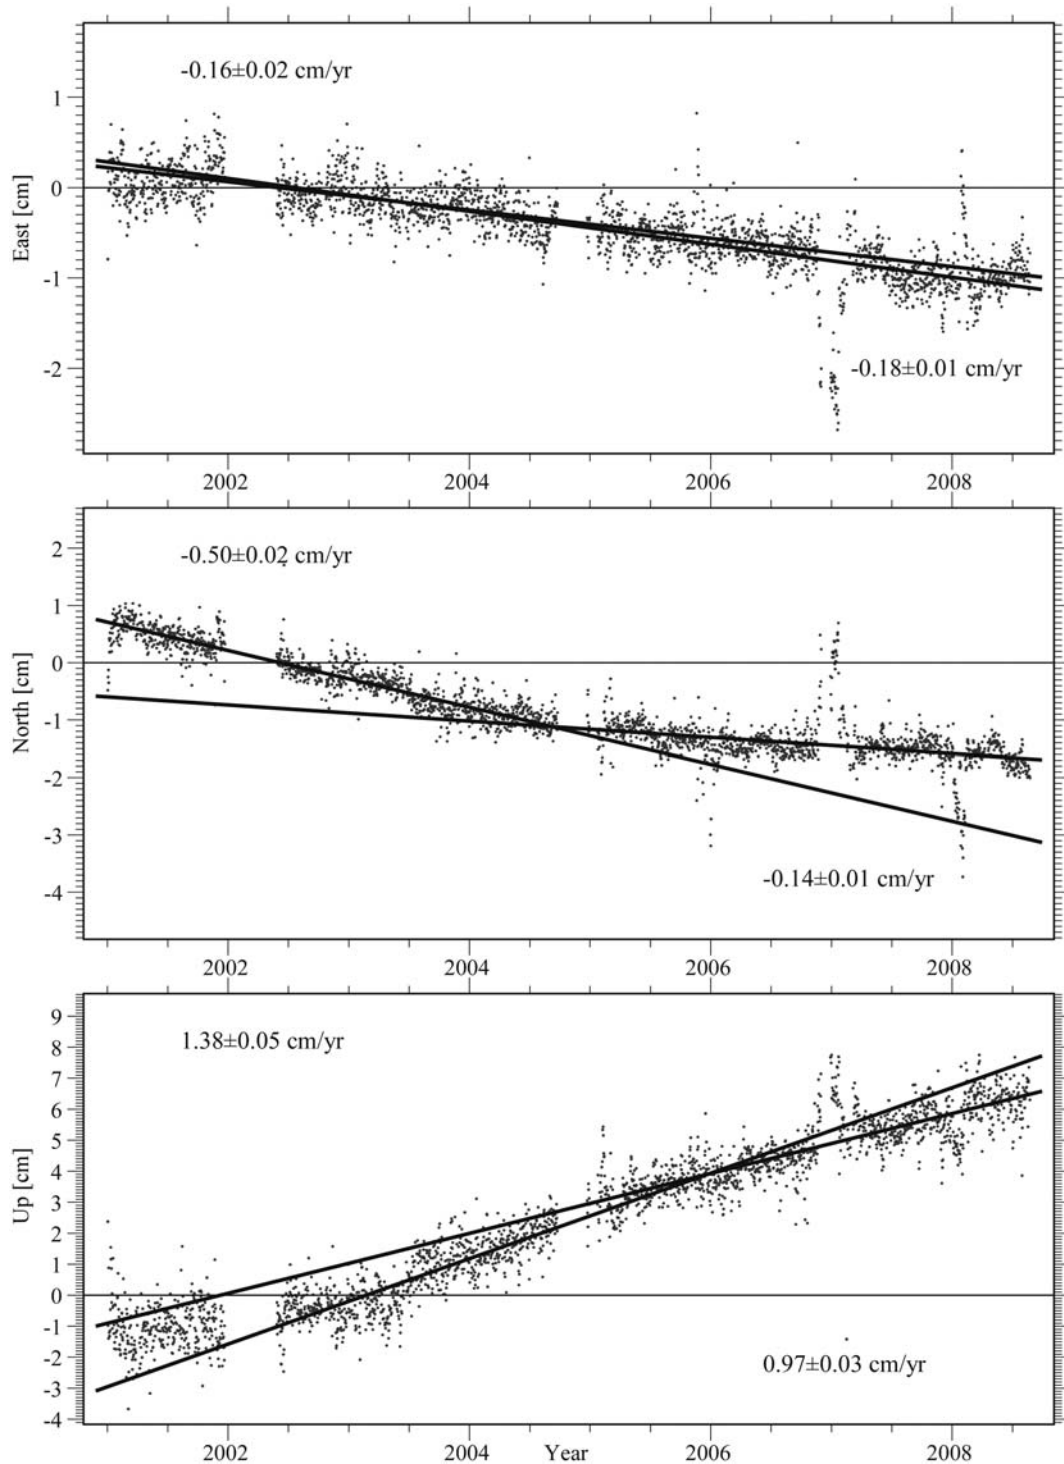 -0.16±0.02 cm/yr
1
0
-1
-2
East [cm]
-0.18±0.01 cm/yr
2002 2004 2006 2008
-0.50±0.02 cm/yr
2
1
0
-1
-2
-3
-4
North [cm]
-0.14±0.01 cm/yr
2002 2004 2006 2008
1.38±0.05 cm/yr
9
8
7
6
5
4
3
2
1
0
-1
-2
-3
-4
Up [cm]
0.97±0.03 cm/yr
2002 2004 Year 2006 2008